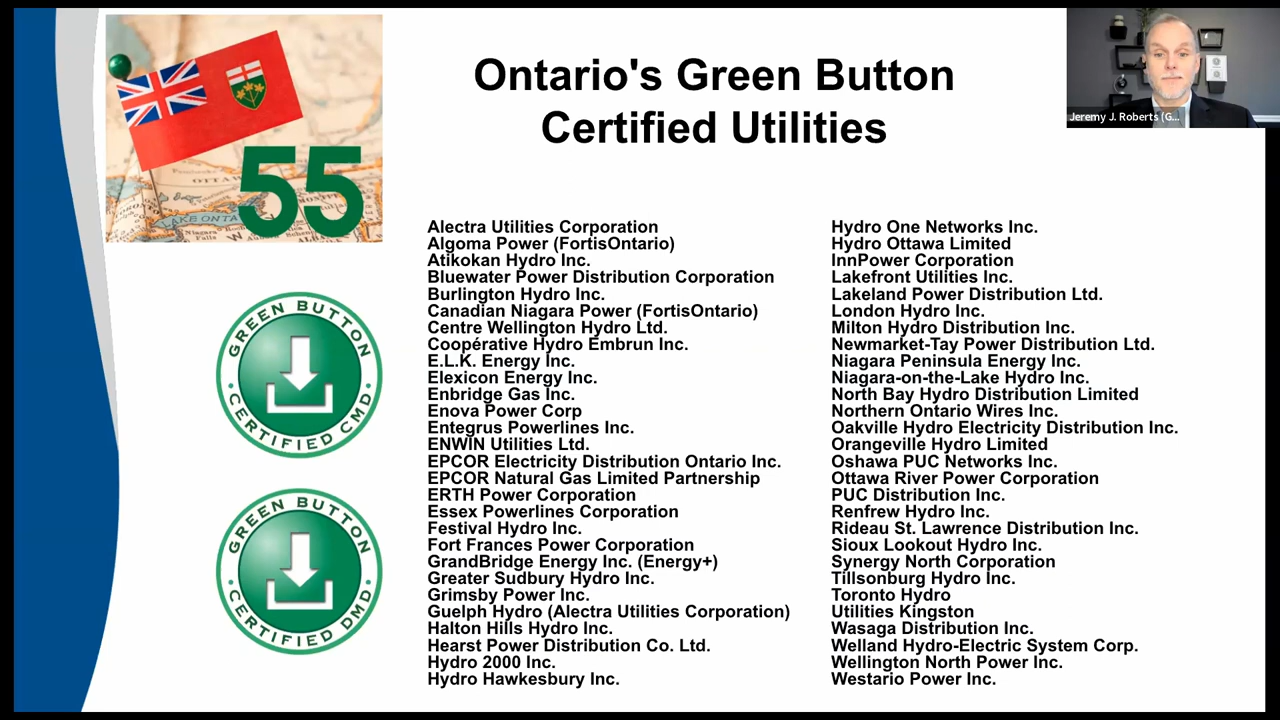 Ontario's Green Button
Certified Utilities
Jeremy J. Roberts (G...
55
OTTAWA
LAKE ONTA
Niagara
Falls
GREEN BUTTON
CERTIFIED CMD
GREEN BUTTON
CERTIFIED DMD
Alectra Utilities Corporation
Algoma Power (FortisOntario)
Atikokan Hydro Inc.
Bluewater Power Distribution Corporation
Burlington Hydro Inc.
Canadian Niagara Power (FortisOntario)
Centre Wellington Hydro Ltd.
Coopérative Hydro Embrun Inc.
E.L.K. Energy Inc.
Elexicon Energy Inc.
Enbridge Gas Inc.
Enova Power Corp
Entegrus Powerlines Inc.
ENWIN Utilities Ltd.
EPCOR Electricity Distribution Ontario Inc.
EPCOR Natural Gas Limited Partnership
ERTH Power Corporation
Essex Powerlines Corporation
Festival Hydro Inc.
Fort Frances Power Corporation
GrandBridge Energy Inc. (Energy+)
Greater Sudbury Hydro Inc.
Grimsby Power Inc.
Guelph Hydro (Alectra Utilities Corporation)
Halton Hills Hydro Inc.
Hearst Power Distribution Co. Ltd.
Hydro 2000 Inc.
Hydro Hawkesbury Inc.
Hydro One Networks Inc.
Hydro Ottawa Limited
InnPower Corporation
Lakefront Utilities Inc.
Lakeland Power Distribution Ltd.
London Hydro Inc.
Milton Hydro Distribution Inc.
Newmarket-Tay Power Distribution Ltd.
Niagara Peninsula Energy Inc.
Niagara-on-the-Lake Hydro Inc.
North Bay Hydro Distribution Limited
Northern Ontario Wires Inc.
Oakville Hydro Electricity Distribution Inc.
Orangeville Hydro Limited
Oshawa PUC Networks Inc.
Ottawa River Power Corporation
PUC Distribution Inc.
Renfrew Hydro Inc.
Rideau St. Lawrence Distribution Inc.
Sioux Lookout Hydro Inc.
Synergy North Corporation
Tillsonburg Hydro Inc.
Toronto Hydro
Utilities Kingston
Wasaga Distribution Inc.
Welland Hydro-Electric System Corp.
Wellington North Power Inc.
Westario Power Inc.